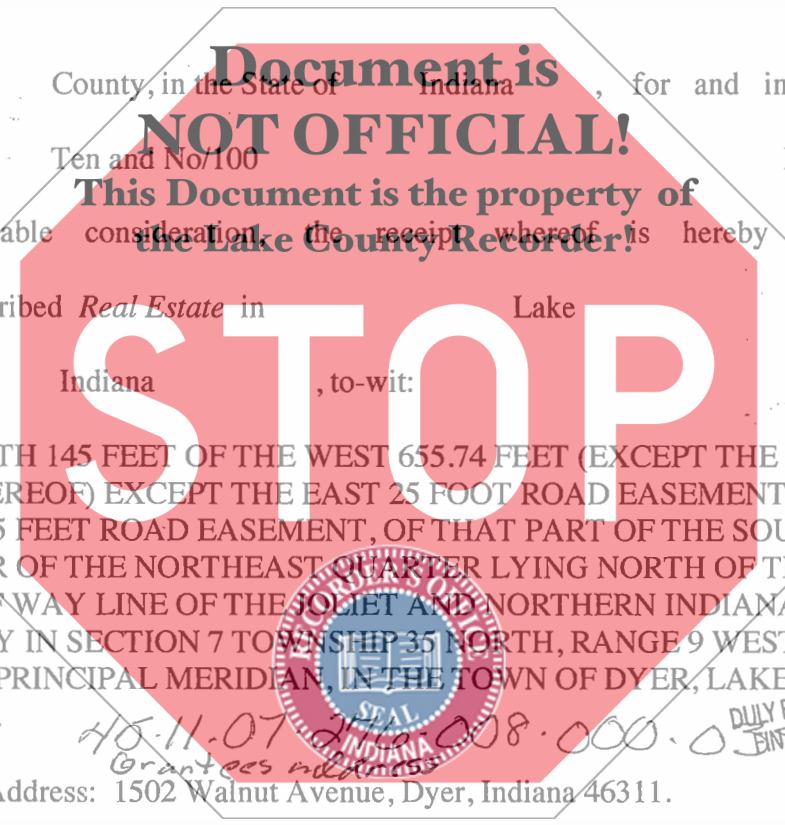 Document is
County, in the State of Indiana , for and in
NOT OFFICIAL!
Ten and No/100
This Document is the property of
able consideration, the receipt whereof is hereby
the Lake County Recorder!
ribed Real Estate in Lake
STOP
Indiana , to-wit:
TH 145 FEET OF THE WEST 655.74 FEET (EXCEPT THE
EREOF) EXCEPT THE EAST 25 FOOT ROAD EASEMENT
5 FEET ROAD EASEMENT, OF THAT PART OF THE SOU
R OF THE NORTHEAST QUARTER LYING NORTH OF T
F WAY LINE OF THE JOLIET AND NORTHERN INDIANA
Y IN SECTION 7 TOWNSHIP 35 NORTH, RANGE 9 WEST
PRINCIPAL MERIDIAN, IN THE TOWN OF DYER, LAKE
RECORDER'S OFFICE
SEAL
INDIANA
45-11-07- 008.000.0
DULY
Grantees address
Address: 1502 Walnut Avenue, Dyer, Indiana 46311.